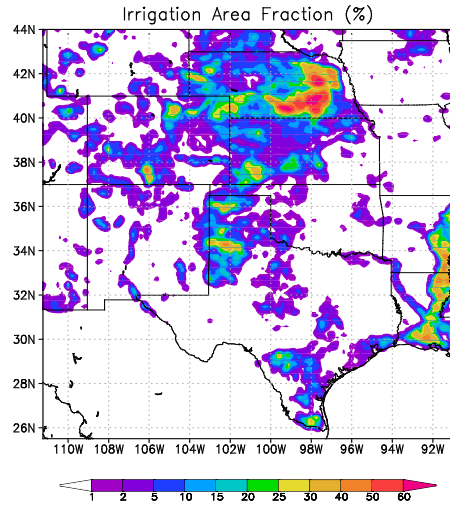 Irrigation Area Fraction (%)
44N
42N
40N
38N
36N
34N
32N
30N
28N
26N
110W 108W 106W 104W 102W 100W 98W 96W 94W 92W
1 2 5 10 15 20 25 30 40 50 60